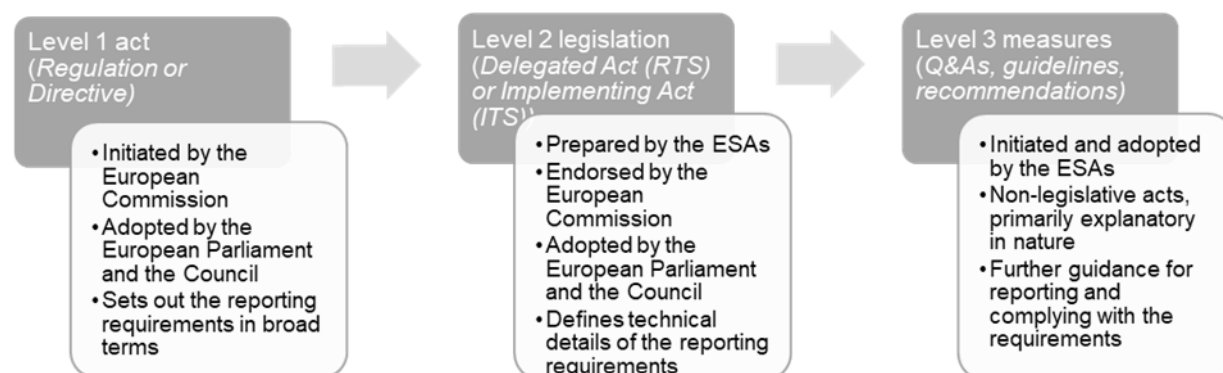 Level 1 act
(Regulation or
Directive)
• Initiated by the
European
Commission
• Adopted by the
European Parliament
and the Council
• Sets out the reporting
requirements in broad
terms
Level 2 legislation
(Delegated Act (RTS)
or Implementing Act
(ITS))
• Prepared by the ESAs
• Endorsed by the
European
Commission
• Adopted by the
European Parliament
and the Council
• Defines technical
details of the reporting
requirements
Level 3 measures
(Q&As, guidelines,
recommendations)
• Initiated and adopted
by the ESAs
• Non-legislative acts,
primarily explanatory
in nature
• Further guidance for
reporting and
complying with the
requirements